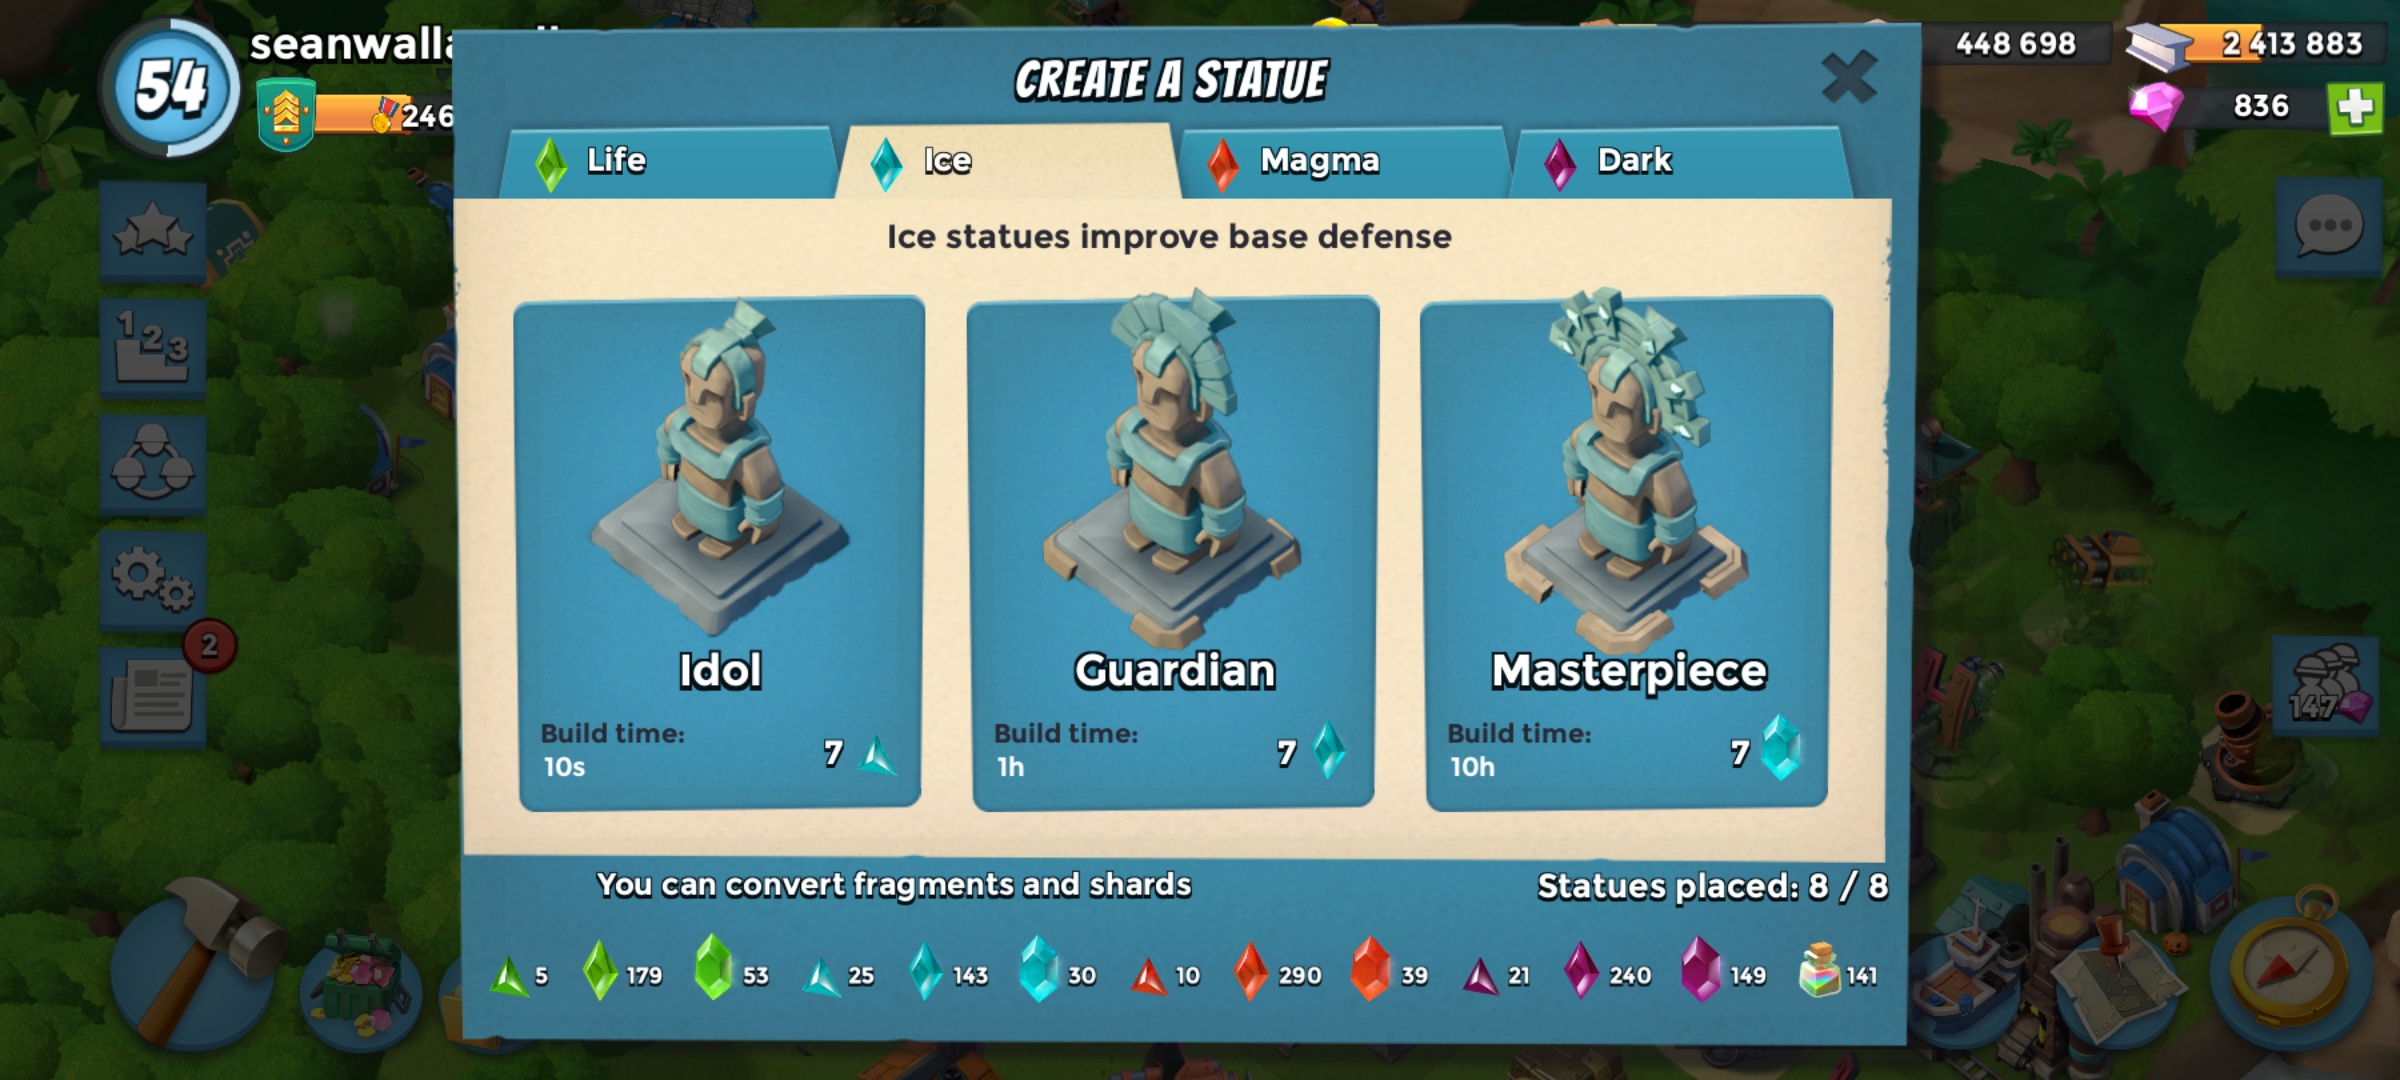 54
246
448 698
2 413 883
836
CREATE A STATUE
Life
Ice
Magma
Dark
Ice statues improve base defense
Idol
Build time:
10s
7
Guardian
Build time:
1h
7
Masterpiece
Build time:
10h
7
1 2 3
2
147
You can convert fragments and shards
Statues placed: 8 / 8
5 179 53 25 143 30 10 290 39 21 240 149 141